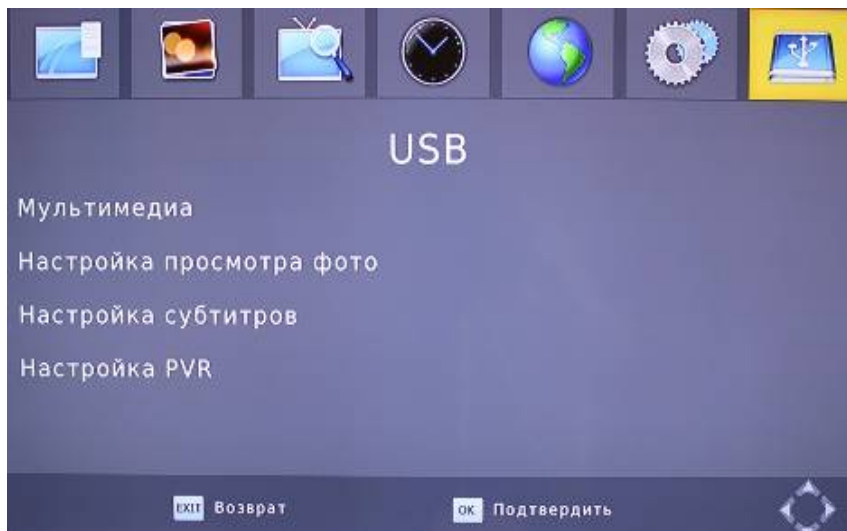 USB
Мультимедиа
Настройка просмотра фото
Настройка субтитров
Настройка PVR
EXIT Возврат
OK Подтвердить